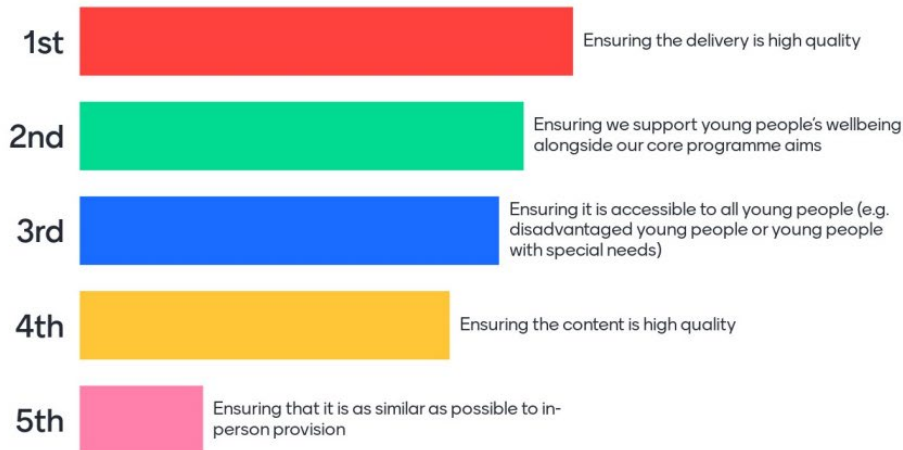 1st
Ensuring the delivery is high quality
2nd
Ensuring we support young people's wellbeing
alongside our core programme aims
3rd
Ensuring it is accessible to all young people (e.g.
disadvantaged young people or young people
with special needs)
4th
Ensuring the content is high quality
5th
Ensuring that it is as similar as possible to in-
person provision